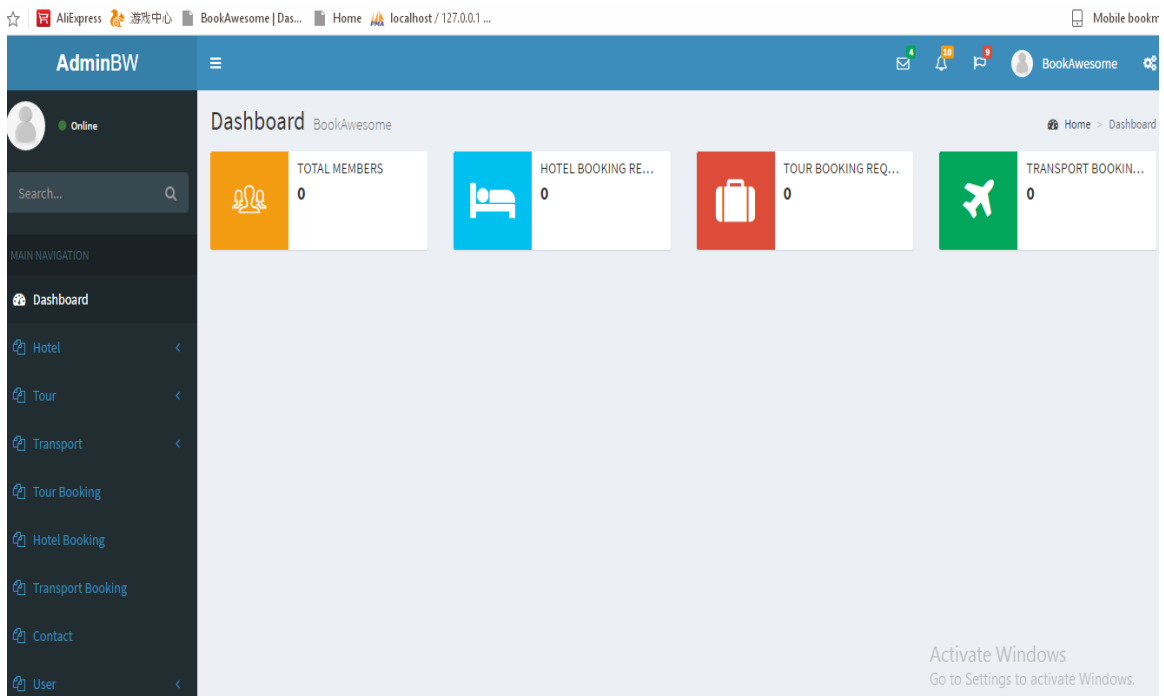 AliExpress 游戏中心 BookAwesome | Das... Home localhost / 127.0.0.1 ... Mobile bookm
AdminBW
4 10 9 BookAwesome
Online
Dashboard BookAwesome
Home > Dashboard
TOTAL MEMBERS
0
HOTEL BOOKING RE...
0
TOUR BOOKING REQ...
0
TRANSPORT BOOKIN...
0
Search...
MAIN NAVIGATION
Dashboard
Hotel
Tour
Transport
Tour Booking
Hotel Booking
Transport Booking
Contact
User
Activate Windows
Go to Settings to activate Windows.